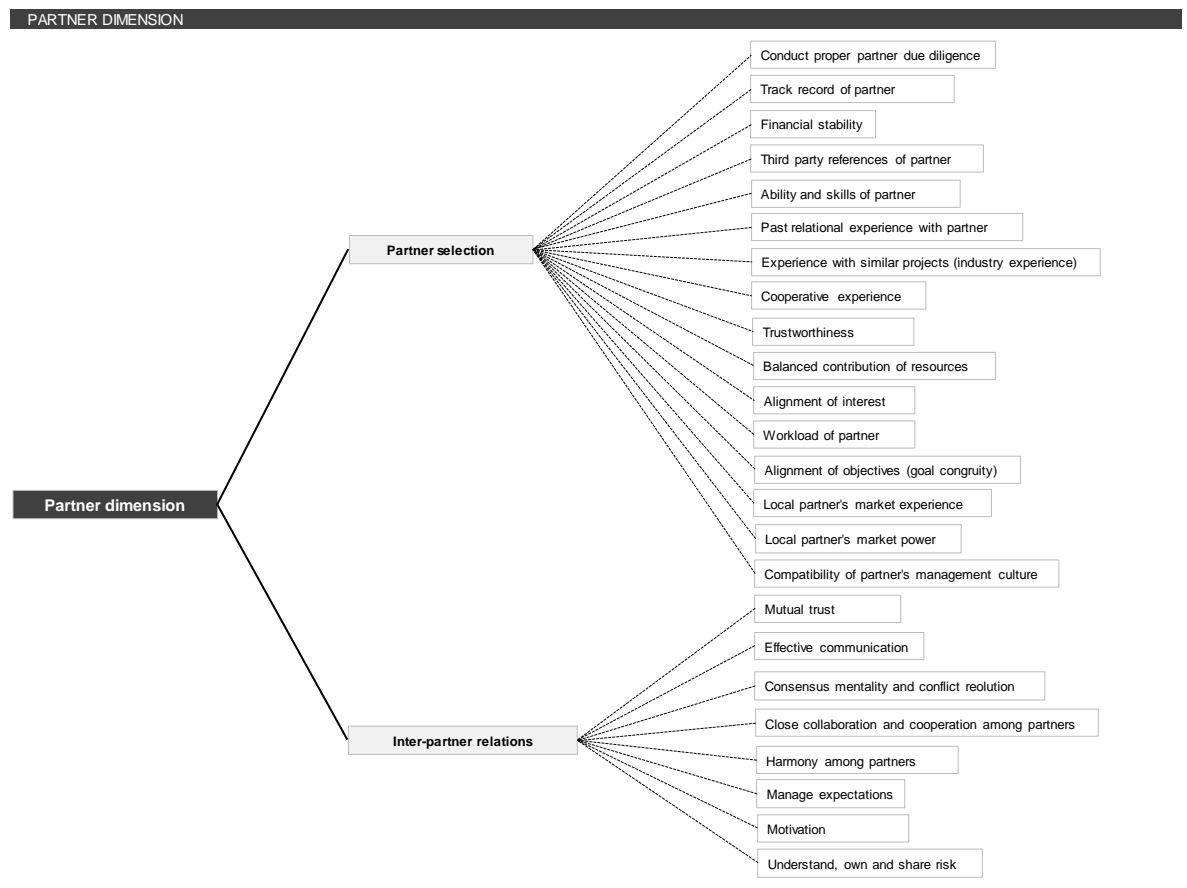 PARTNER DIMENSION
Conduct proper partner due diligence
Track record of partner
Financial stability
Third party references of partner
Ability and skills of partner
Past relational experience with partner
Partner selection
Experience with similar projects (industry experience)
Cooperative experience
Trustworthiness
Balanced contribution of resources
Alignment of interest
Workload of partner
Alignment of objectives (goal congruity)
Partner dimension
Local partner's market experience
Local partner's market power
Compatibility of partner's management culture
Mutual trust
Effective communication
Consensus mentality and conflict reolution
Close collaboration and cooperation among partners
Inter-partner relations
Harmony among partners
Manage expectations
Motivation
Understand, own and share risk